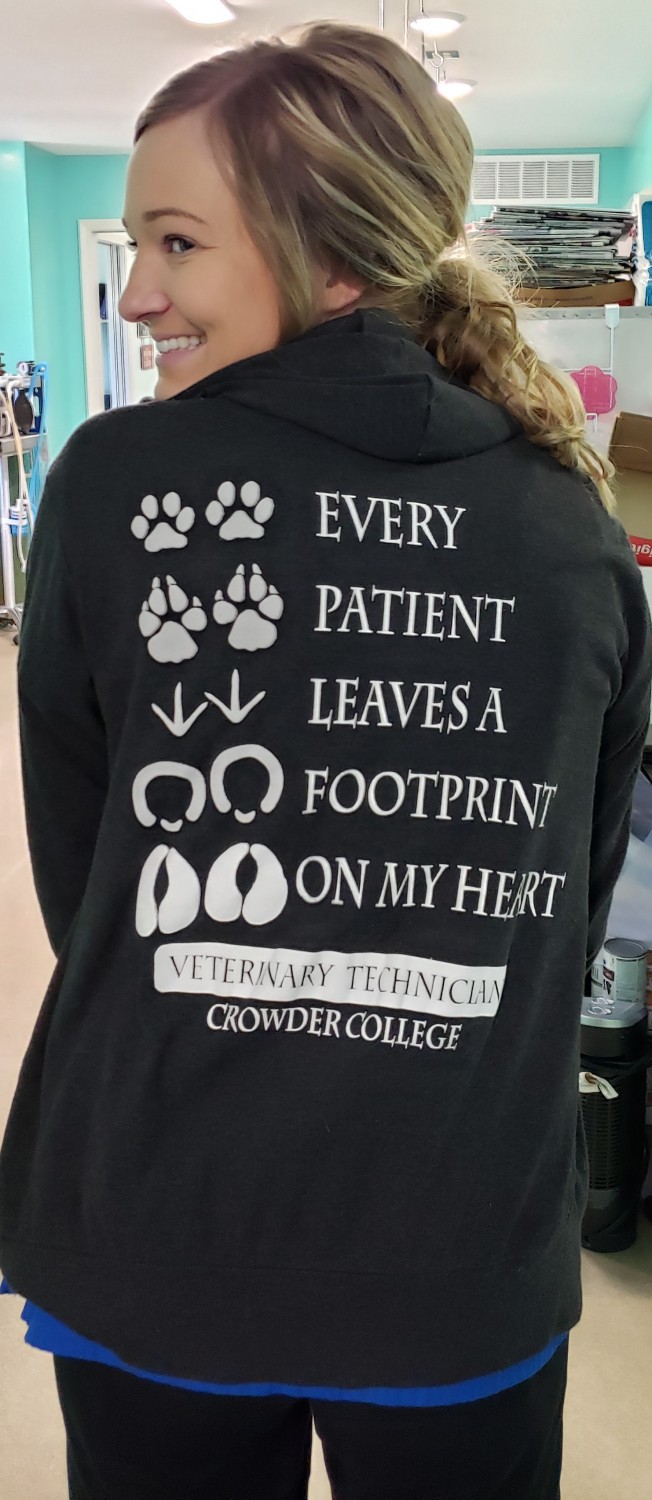 EVERY
PATIENT
LEAVES A
FOOTPRINT
ON MY HEART
VETERINARY TECHNICIAN
CROWDER COLLEGE